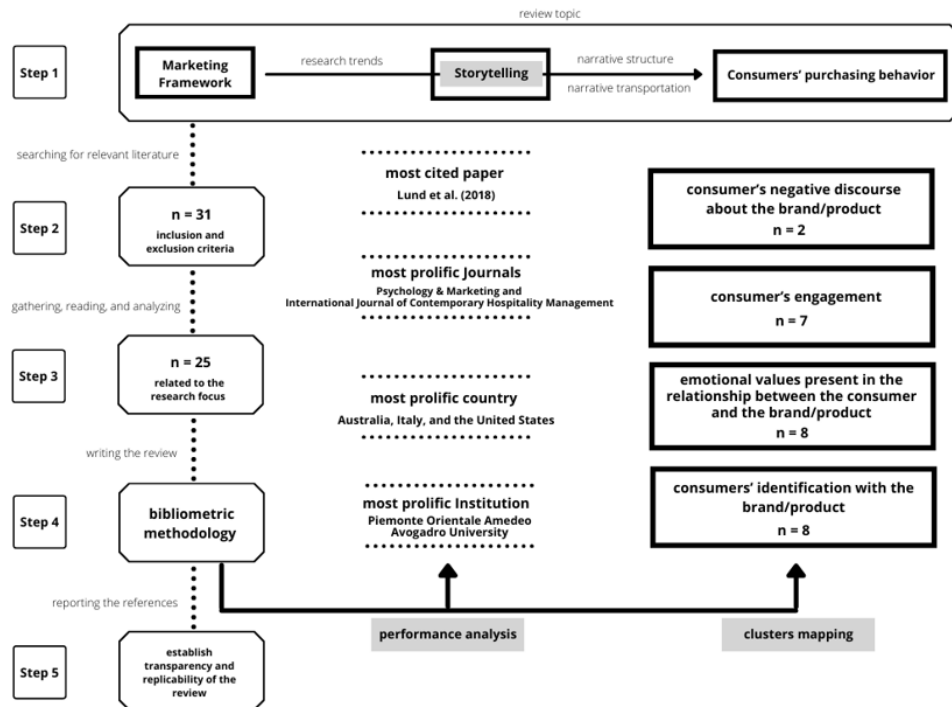 review topic
Step 1
Marketing
Framework
research trends
Storytelling
narrative structure
narrative transportation
Consumers' purchasing behavior
searching for relevant literature
Step 2
n = 31
inclusion and
exclusion criteria
most cited paper
Lund et al. (2018)
consumer's negative discourse
about the brand/product
n = 2
gathering, reading, and analyzing
most prolific Journals
Psychology & Marketing and
International Journal of Contemporary Hospitality Management
consumer's engagement
n = 7
Step 3
n = 25
related to the
research focus
most prolific country
Australia, Italy, and the United States
emotional values present in the
relationship between the consumer
and the brand/product
n = 8
writing the review
Step 4
bibliometric
methodology
most prolific Institution
Piemonte Orientale Amedeo
Avogadro University
consumers' identification with the
brand/product
n = 8
reporting the references
performance analysis
clusters mapping
Step 5
establish
transparency and
replicability of the
review